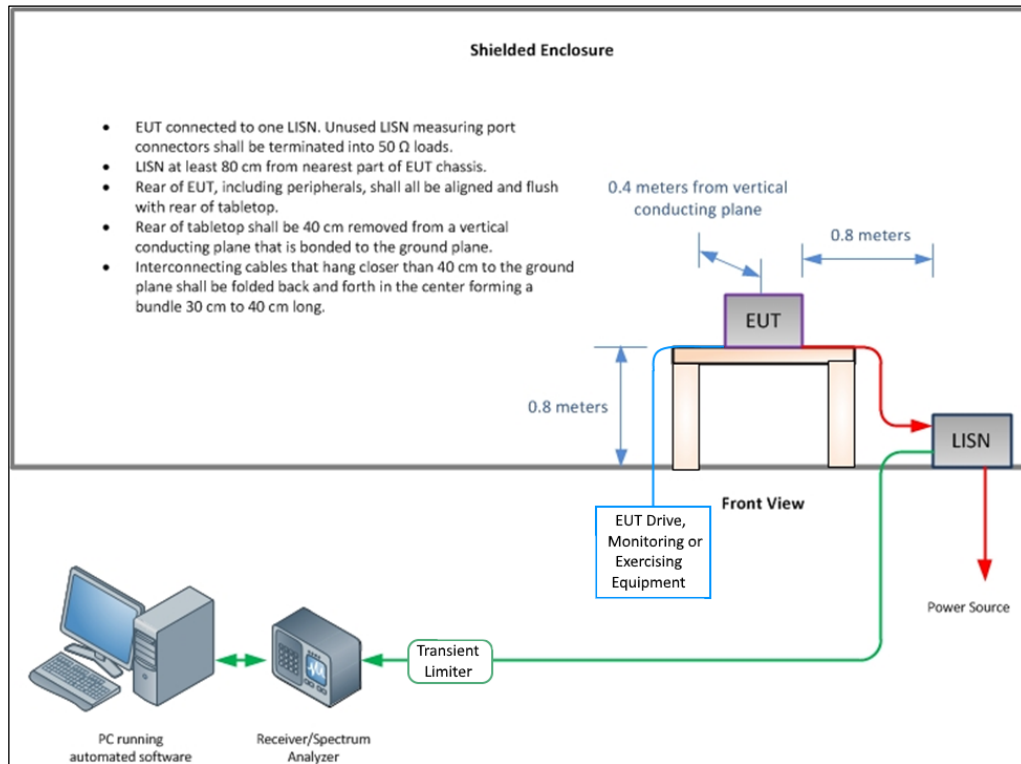 Shielded Enclosure
• EUT connected to one LISN. Unused LISN measuring port
connectors shall be terminated into 50 Ω loads.
• LISN at least 80 cm from nearest part of EUT chassis.
• Rear of EUT, including peripherals, shall all be aligned and flush
with rear of tabletop.
• Rear of tabletop shall be 40 cm removed from a vertical
conducting plane that is bonded to the ground plane.
• Interconnecting cables that hang closer than 40 cm to the ground
plane shall be folded back and forth in the center forming a
bundle 30 cm to 40 cm long.
0.4 meters from vertical
conducting plane
0.8 meters
EUT
0.8 meters
LISN
Front View
EUT Drive,
Monitoring or
Exercising
Equipment
Power Source
Transient
Limiter
PC running
automated software
Receiver/Spectrum
Analyzer